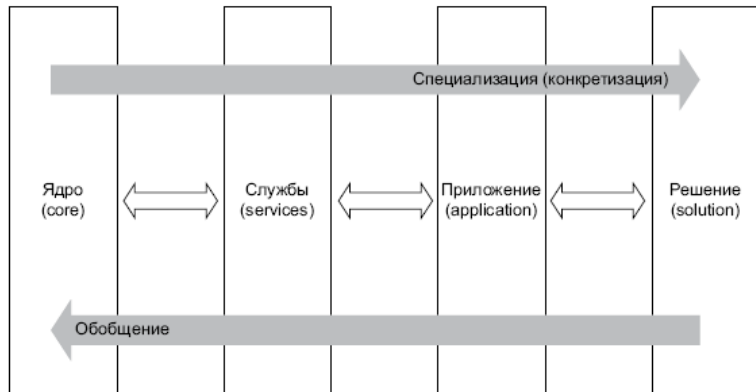 Специализация (конкретизация)
Ядро
(core)
Службы
(services)
Приложение
(application)
Решение
(solution)
Обобщение